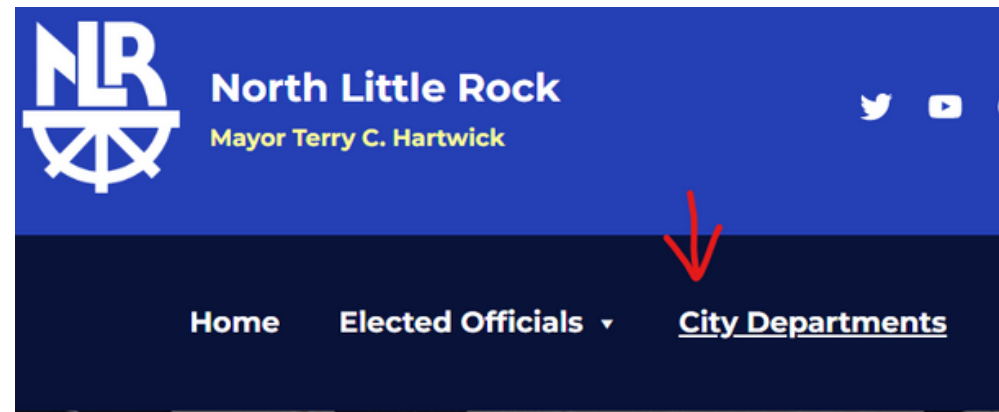 NLR
North Little Rock
Mayor Terry C. Hartwick
Home Elected Officials City Departments